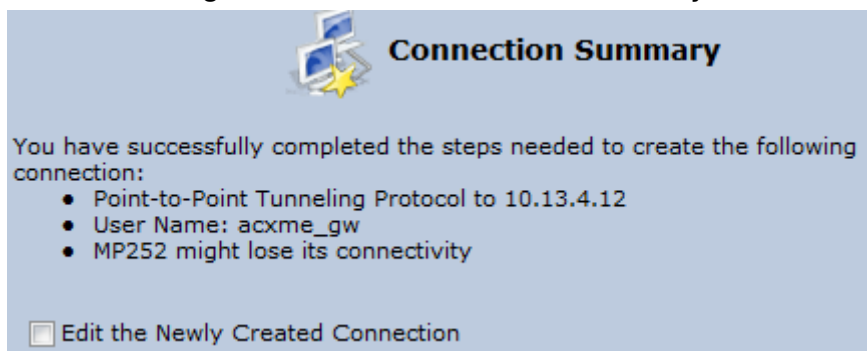 Connection Summary
You have successfully completed the steps needed to create the following
connection:
● Point-to-Point Tunneling Protocol to 10.13.4.12
● User Name: acxme_gw
● MP252 might lose its connectivity
Edit the Newly Created Connection